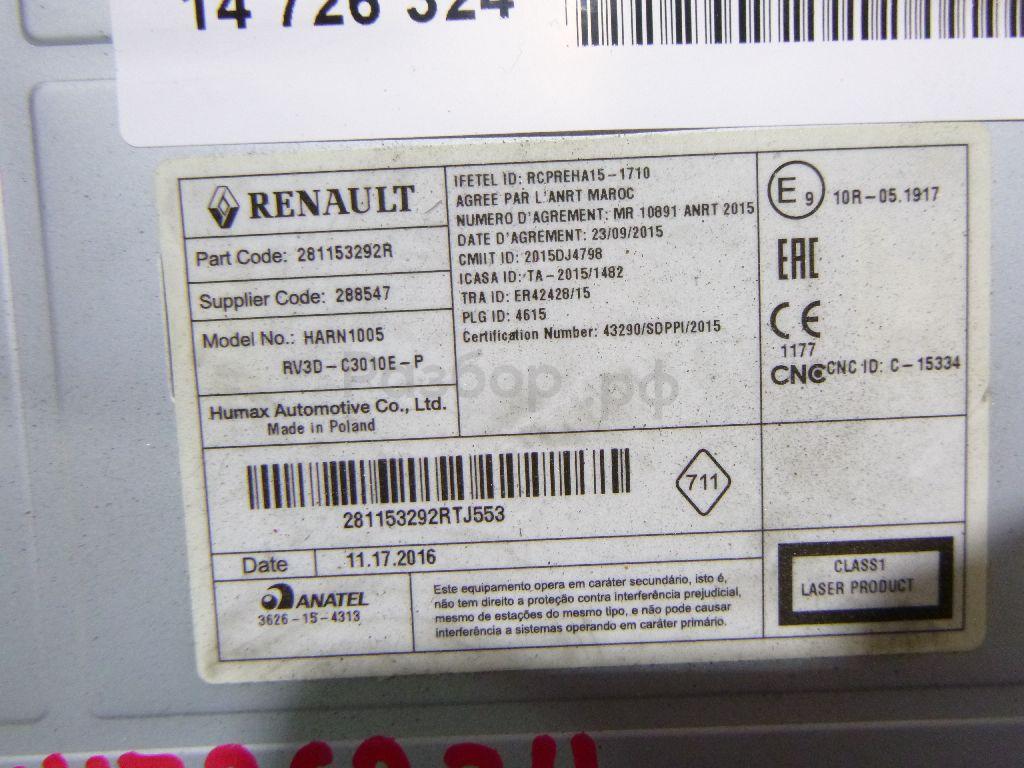 14 726 324
RENAULT
Part Code: 281153292R
Supplier Code: 288547
Model No.: HARN1005
RV3D-C3010E-P
Humax Automotive Co., Ltd.
Made in Poland
IFETEL ID: RCPREHA15-1710
AGREE PAR L'ANRT MAROC
NUMERO D'AGREMENT: MR 10891 ANRT 2015
DATE D'AGREMENT: 23/09/2015
CMIIT ID: 2015DJ4798
ICASA ID: TA-2015/1482
TRA ID: ER42428/15
PLG ID: 4615
Certification Number: 43290/SDPPI/2015
E9 10R-05.1917
EAC
CE
1177
CNC CNC ID: C-15334
Разбор.рф
281153292RTJ553
711
Date 11.17.2016
ANATEL
3626-15-4313
Este equipamento opera em caráter secundário, isto é,
não tem direito a proteção contra interferência prejudicial,
mesmo de estações do mesmo tipo, e não pode causar
interferência a sistemas operando em caráter primário.
CLASS1
LASER PRODUCT